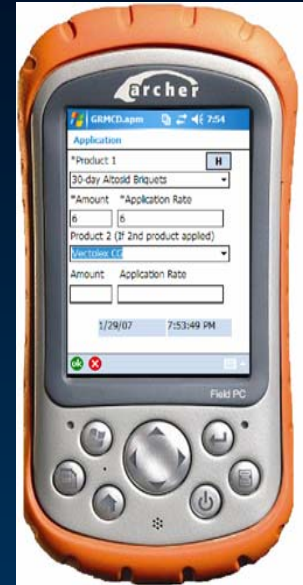 archer
GRMCD.apm 7:54
Application
*Product 1 H
30-day Altosid Briquets
*Amount *Application Rate
6 6
Product 2 (If 2nd product applied)
Vectolex CG
Amount Application Rate
1/29/07 7:53:49 PM
ok
Field PC